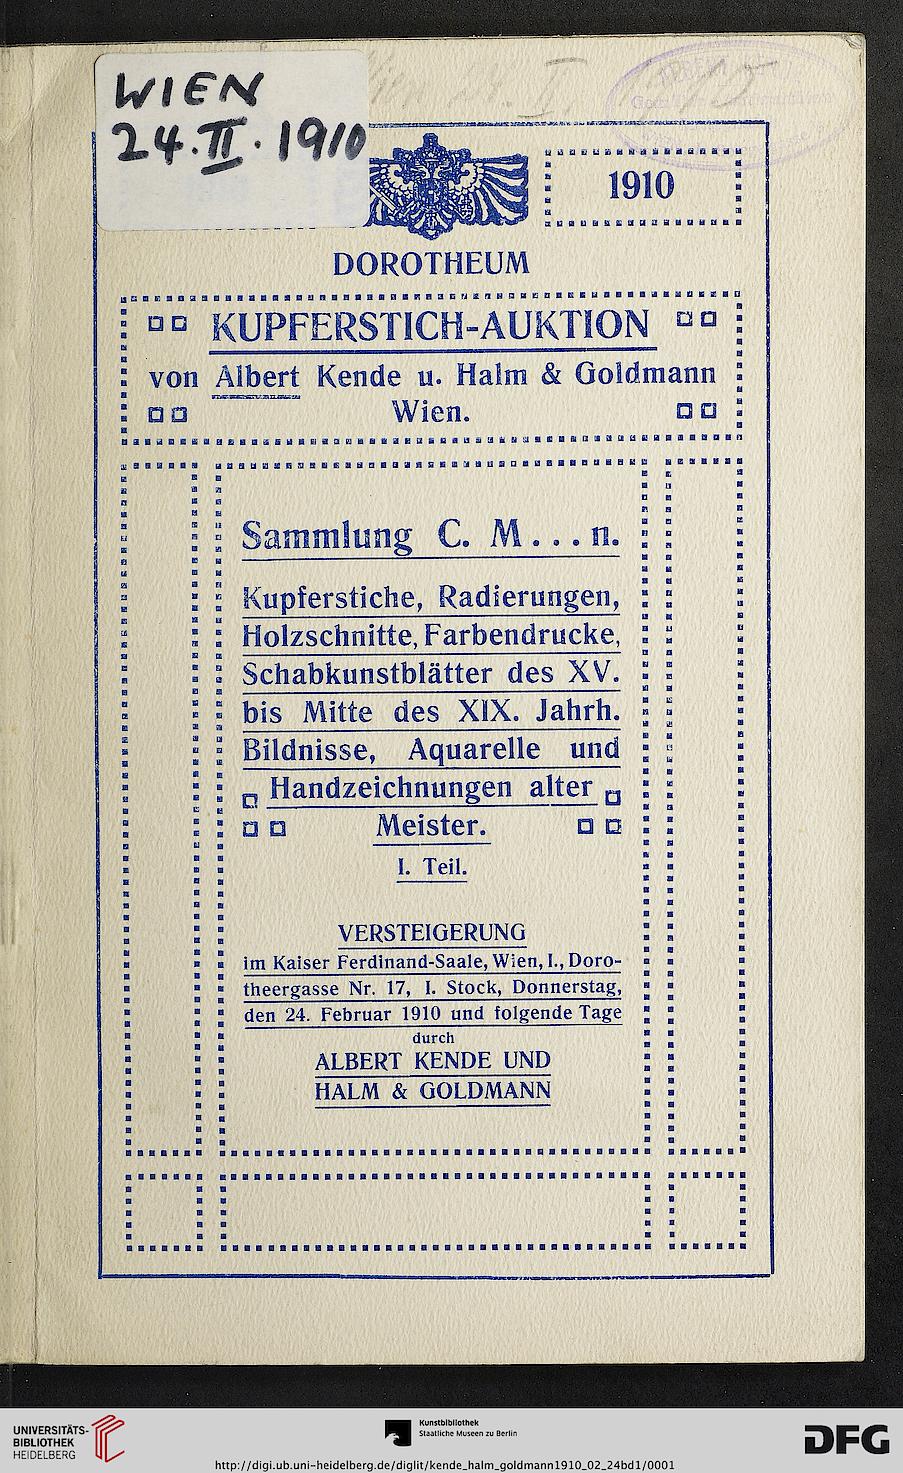 WIEN
24.II.1910
1910
DOROTHEUM
KUPFERSTICH-AUKTION
von Albert Kende u. Halm & Goldmann
Wien.
Sammlung C. M...n.
Kupferstiche, Radierungen,
Holzschnitte, Farbendrucke,
Schabkunstblätter des XV.
bis Mitte des XIX. Jahrh.
Bildnisse, Aquarelle und
Handzeichnungen alter
Meister.
I. Teil.
VERSTEIGERUNG
im Kaiser Ferdinand-Saale, Wien, I., Doro-
theergasse Nr. 17, I. Stock, Donnerstag,
den 24. Februar 1910 und folgende Tage
durch
ALBERT KENDE UND
HALM & GOLDMANN
UNIVERSITÄTS-
BIBLIOTHEK
HEIDELBERG
Kunstbibliothek
Staatliche Museen zu Berlin
DFG
http://digi.ub.uni-heidelberg.de/diglit/kende_halm_goldmann1910_02_24bd1/0001